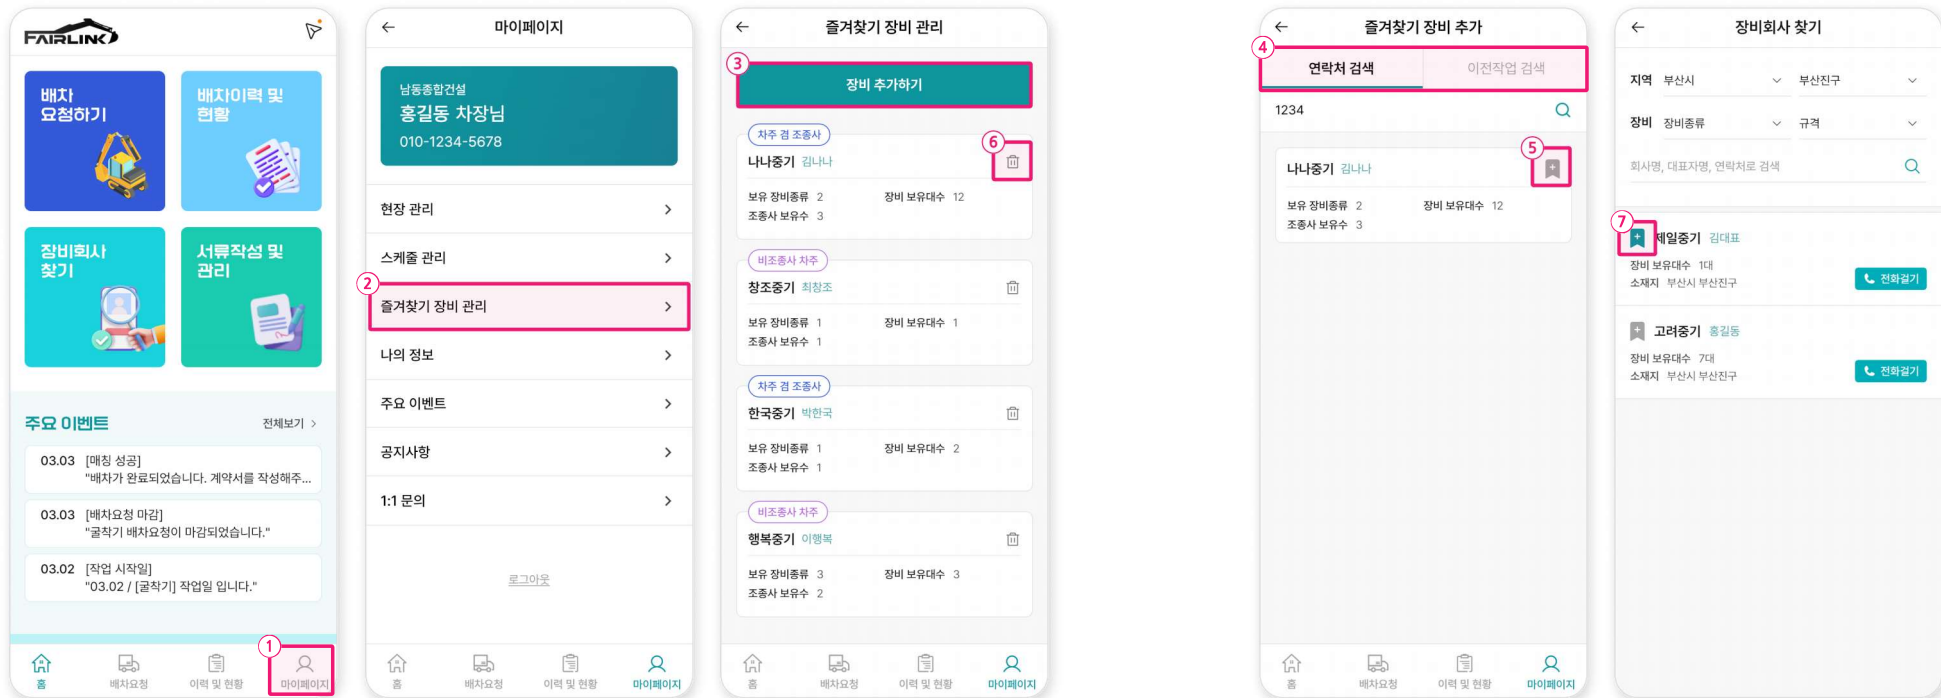 FAIRLINK
배차
요청하기
배차이력 및
현황
장비회사
찾기
서류작성 및
관리
주요 이벤트
전체보기 >
03.03 [매칭 성공]
"배차가 완료되었습니다. 계약서를 작성해주...
03.03 [배차요청 마감]
"굴착기 배차요청이 마감되었습니다."
03.02 [작업 시작일]
"03.02 / [굴착기] 작업일 입니다."
1
홈 배차요청 이력 및 현황 마이페이지
마이페이지
남동종합건설
홍길동 차장님
010-1234-5678
현장 관리
스케줄 관리
2
즐겨찾기 장비 관리
나의 정보
주요 이벤트
공지사항
1:1 문의
로그아웃
홈 배차요청 이력 및 현황 마이페이지
즐겨찾기 장비 관리
3
장비 추가하기
차주 겸 조종사
6
나나중기 김나나
보유 장비종류 2 장비 보유대수 12
조종사 보유수 3
비조종사 차주
창조중기 최창조
보유 장비종류 1 장비 보유대수 1
조종사 보유수 1
차주 겸 조종사
한국중기 박한국
보유 장비종류 1 장비 보유대수 2
조종사 보유수 1
비조종사 차주
행복중기 이행복
보유 장비종류 3 장비 보유대수 3
조종사 보유수 2
홈 배차요청 이력 및 현황 마이페이지
즐겨찾기 장비 추가
4
연락처 검색 이전작업 검색
1234
5
나나중기 김나나
보유 장비종류 2 장비 보유대수 12
조종사 보유수 3
홈 배차요청 이력 및 현황 마이페이지
장비회사 찾기
지역 부산시 부산진구
장비 장비종류 규격
회사명, 대표자명, 연락처로 검색
7
제일중기 김대표
장비 보유대수 1대
소재지 부산시 부산진구
전화걸기
고려중기 홍길동
장비 보유대수 7대
소재지 부산시 부산진구
전화걸기